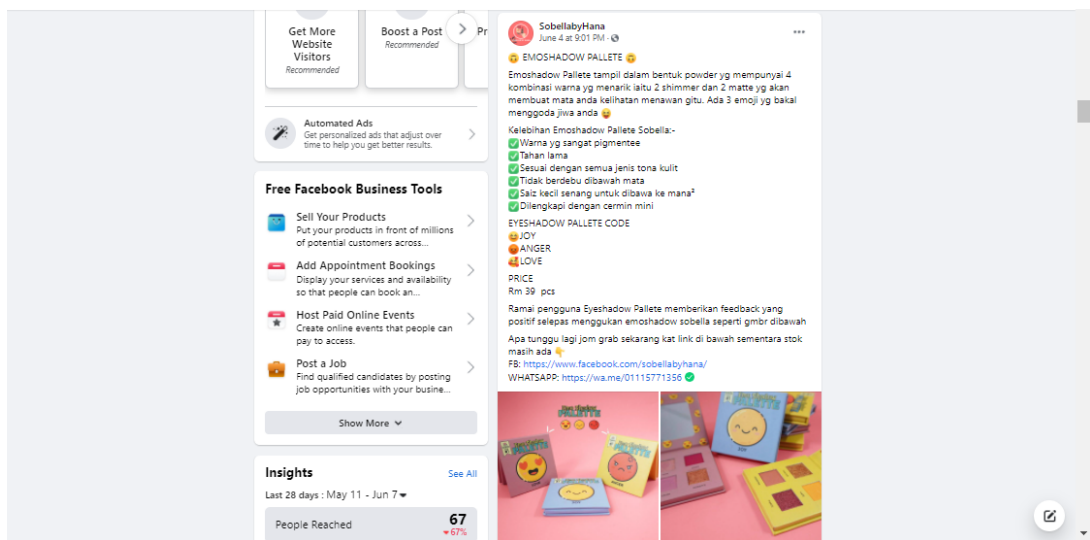 Get More
Website
Visitors
Recommended
Boost a Post
Recommended
Pr
Automated Ads
Get personalized ads that adjust over
time to help you get better results.
Free Facebook Business Tools
Sell Your Products
Put your products in front of millions
of potential customers across...
Add Appointment Bookings
Display your services and availability
so that people can book an...
Host Paid Online Events
Create online events that people can
pay to access.
Post a Job
Find qualified candidates by posting
job opportunities with your busine...
Show More
Insights
See All
Last 28 days : May 11 - Jun 7
People Reached
67
67%
SobellabyHana
June 4 at 9:01 PM ·
🙃 EMOSHADOW PALLETE 🙃
Emoshadow Pallete tampil dalam bentuk powder yg mempunyai 4
kombinasi warna yg menarik iaitu 2 shimmer dan 2 matte yg akan
membuat mata anda kelihatan menawan gitu. Ada 3 emoji yg bakal
menggoda jiwa anda 😝
Kelebihan Emoshadow Pallete Sobella:-
✅Warna yg sangat pigmentee
✅Tahan lama
✅Sesuai dengan semua jenis tona kulit
✅Tidak berdebu dibawah mata
✅Saiz kecil senang untuk dibawa ke mana²
✅Dilengkapi dengan cermin mini
EYESHADOW PALLETE CODE
😆JOY
😡ANGER
🥰LOVE
PRICE
Rm 39 pcs
Ramai pengguna Eyeshadow Pallete memberikan feedback yang
positif selepas menggukan emoshadow sobella seperti gmbr dibawah
Apa tunggu lagi jom grab sekarang kat link di bawah sementara stok
masih ada 👇
FB: https://www.facebook.com/sobellabyhana/
WHATSAPP: https://wa.me/01115771356 ✅
PALLETTE
PALLETTE
PALLETTE
PALLETTE